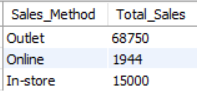 Sales_Method Total_Sales
Outlet 68750
Online 1944
In-store 15000